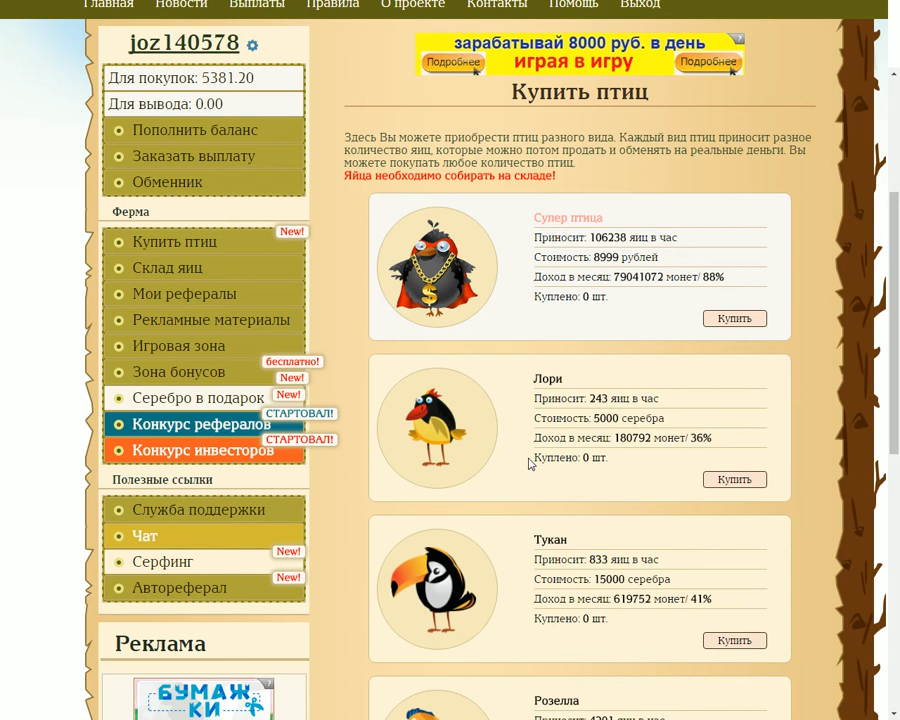 Главная Новости Выплаты Правила О проекте Контакты Помощь Выход
joz140578
Для покупок: 5381.20
Для вывода: 0.00
Пополнить баланс
Заказать выплату
Обменник
Ферма
New!
Купить птиц
Склад яиц
Мои рефералы
Рекламные материалы
Игровая зона
бесплатно!
Зона бонусов
New!
Серебро в подарок
New!
Конкурс рефералов
СТАРТОВАЛ!
Конкурс инвесторов
СТАРТОВАЛ!
Полезные ссылки
Служба поддержки
Чат
Серфинг
New!
Автореферал
New!
Реклама
БУМАЖ
КИ
?
зарабатывай 8000 руб. в день
?
Подробнее играя в игру Подробнее
Купить птиц
Здесь Вы можете приобрести птиц разного вида. Каждый вид птиц приносит разное
количество яиц, которые можно потом продать и обменять на реальные деньги. Вы
можете покупать любое количество птиц.
Яйца необходимо собирать на складе!
$
Супер птица
Приносит: 106238 яиц в час
Стоимость: 8999 рублей
Доход в месяц: 79041072 монет/ 88%
Куплено: 0 шт.
Купить
Лори
Приносит: 243 яиц в час
Стоимость: 5000 серебра
Доход в месяц: 180792 монет/ 36%
Куплено: 0 шт.
Купить
Тукан
Приносит: 833 яиц в час
Стоимость: 15000 серебра
Доход в месяц: 619752 монет/ 41%
Куплено: 0 шт.
Купить
Розелла
Приносит: 4201 яиц в час